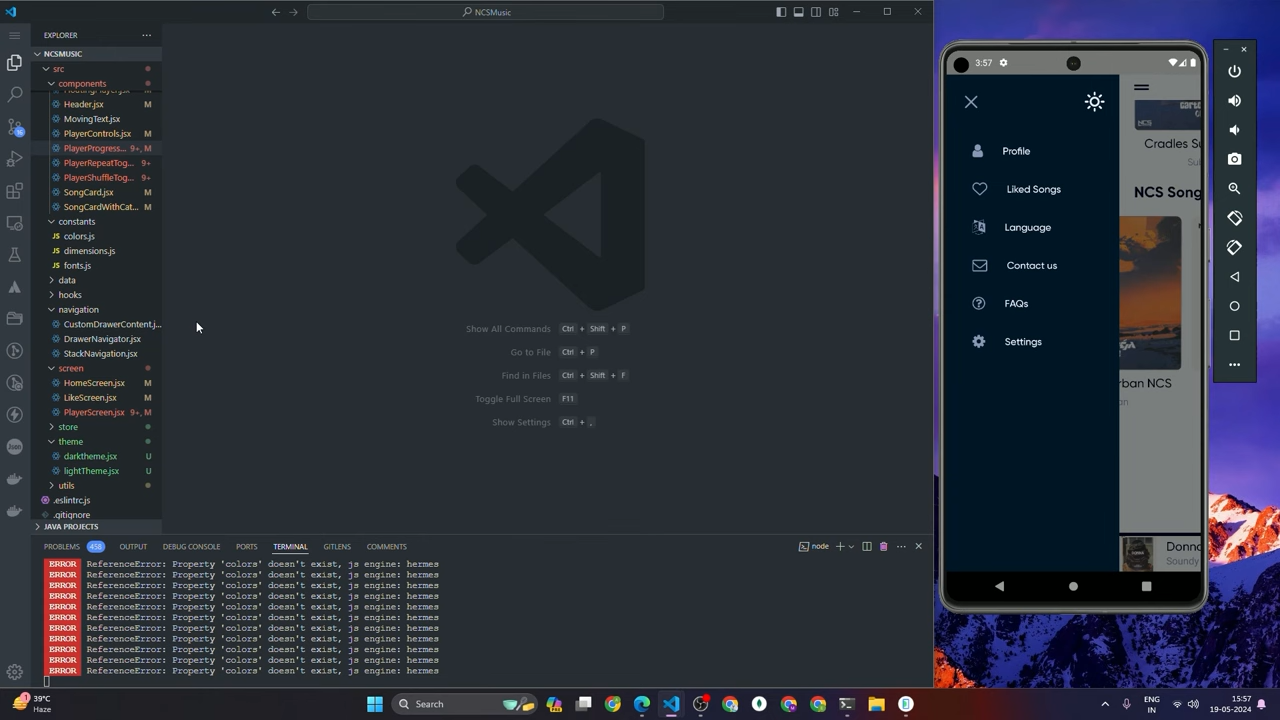 NCSMusic
EXPLORER
NCSMUSIC
src
components
Header.jsx M
MovingText.jsx
PlayerControls.jsx M
PlayerProgress... 9+, M
PlayerRepeatTog... 9+
PlayerShuffleTog... 9+
SongCard.jsx M
SongCardWithCat... M
constants
JS colors.js
JS dimensions.js
JS fonts.js
data
hooks
navigation
CustomDrawerContent.j...
DrawerNavigator.jsx
StackNavigation.jsx
screen
HomeScreen.jsx M
LikeScreen.jsx M
PlayerScreen.jsx 9+, M
store
theme
darktheme.jsx U
lightTheme.jsx U
utils
.eslintrc.js
.gitignore
JAVA PROJECTS
Show All Commands Ctrl + Shift + P
Go to File Ctrl + P
Find in Files Ctrl + Shift + F
Toggle Full Screen F11
Show Settings Ctrl + ,
PROBLEMS 458 OUTPUT DEBUG CONSOLE PORTS TERMINAL GITLENS COMMENTS
node
ERROR ReferenceError: Property 'colors' doesn't exist, js engine: hermes
ERROR ReferenceError: Property 'colors' doesn't exist, js engine: hermes
ERROR ReferenceError: Property 'colors' doesn't exist, js engine: hermes
ERROR ReferenceError: Property 'colors' doesn't exist, js engine: hermes
ERROR ReferenceError: Property 'colors' doesn't exist, js engine: hermes
ERROR ReferenceError: Property 'colors' doesn't exist, js engine: hermes
ERROR ReferenceError: Property 'colors' doesn't exist, js engine: hermes
ERROR ReferenceError: Property 'colors' doesn't exist, js engine: hermes
ERROR ReferenceError: Property 'colors' doesn't exist, js engine: hermes
ERROR ReferenceError: Property 'colors' doesn't exist, js engine: hermes
ERROR ReferenceError: Property 'colors' doesn't exist, js engine: hermes
3:57
Profile
Liked Songs
Language
Contact us
FAQs
Settings
NCS
Cradles Su
NCS Song
rban NCS
Donna
Soundy
39°C
Haze
Search
ENG
IN
15:57
19-05-2024